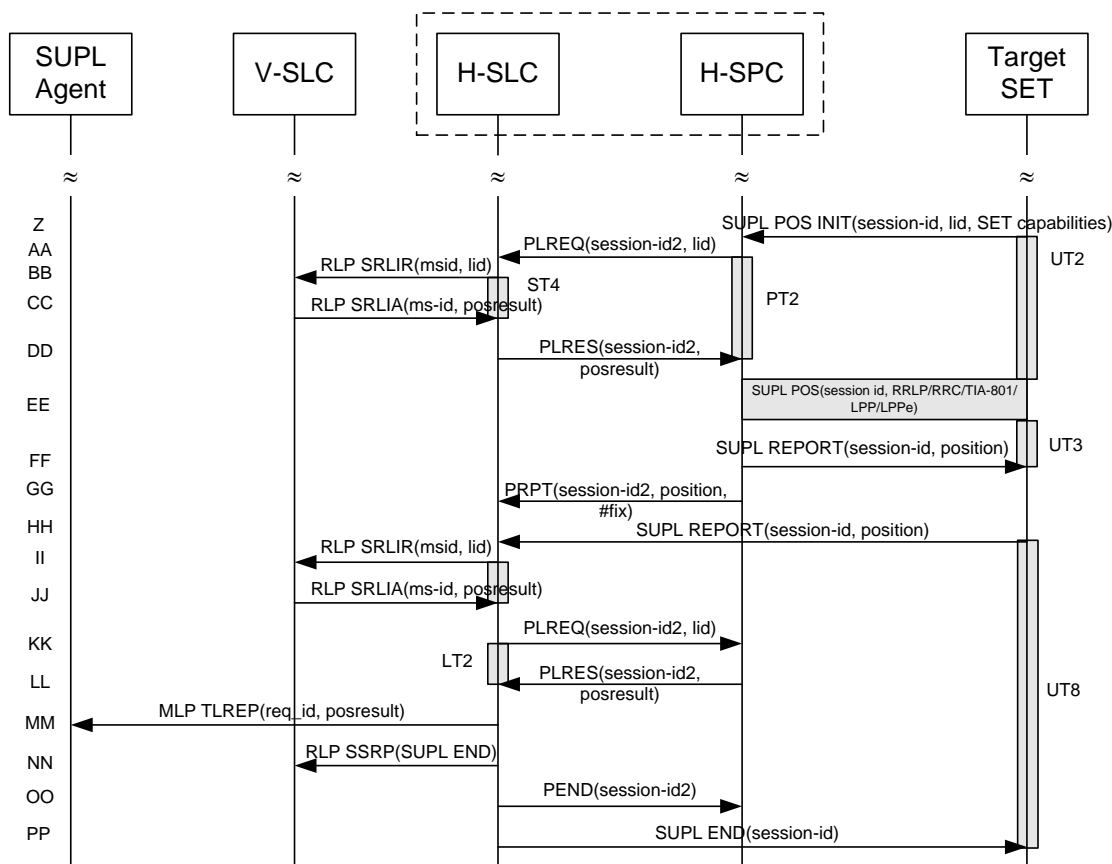 SUPL
Agent
V-SLC
H-SLC
H-SPC
Target
SET
≈ ≈ ≈ ≈ ≈
Z
SUPL POS INIT(session-id, lid, SET capabilities)
AA
PLREQ(session-id2, lid)
UT2
BB
RLP SRLIR(msid, lid)
ST4
PT2
CC
RLP SRLIA(ms-id, posresult)
DD
PLRES(session-id2,
posresult)
EE
SUPL POS(session id, RRLP/RRC/TIA-801/
LPP/LPPe)
UT3
FF
SUPL REPORT(session-id, position)
GG
PRPT(session-id2, position,
#fix)
HH
SUPL REPORT(session-id, position)
II
RLP SRLIR(msid, lid)
JJ
RLP SRLIA(ms-id, posresult)
KK
PLREQ(session-id2, lid)
LT2
LL
PLRES(session-id2,
posresult)
UT8
MM
MLP TLREP(req_id, posresult)
NN
RLP SSRP(SUPL END)
OO
PEND(session-id2)
PP
SUPL END(session-id)